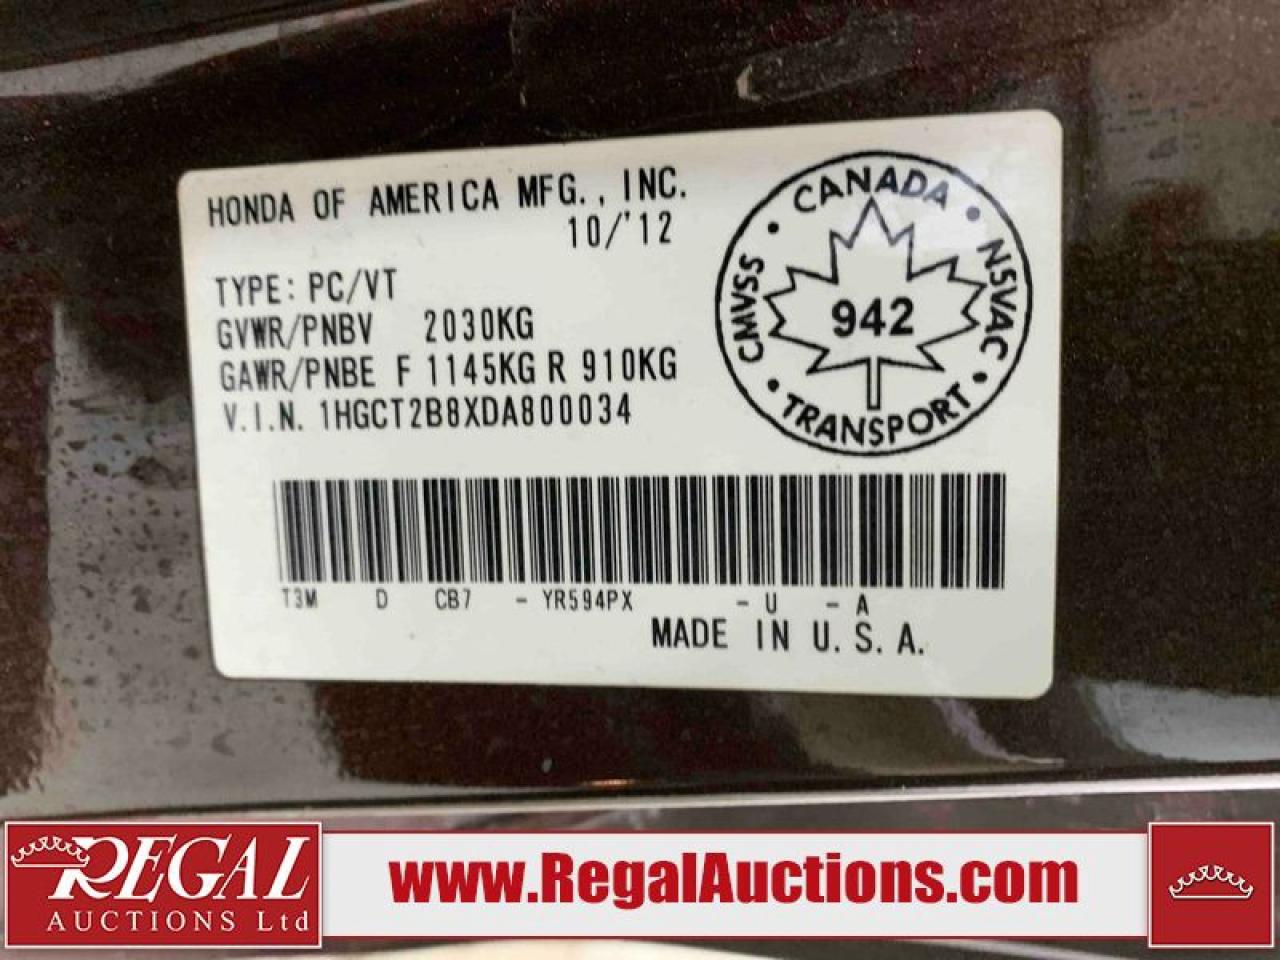 HONDA OF AMERICA MFG., INC.
10/'12
TYPE: PC/VT
GVWR/PNBV 2030KG
GAWR/PNBE F 1145KG R 910KG
V.I.N. 1HGCT2B8XDA800034
CANADA
CMVSS
942
NSVAC
TRANSPORT
T3M D CB7 - YR594PX - U - A
MADE IN U.S.A.
REGAL
AUCTIONS Ltd
www.RegalAuctions.com